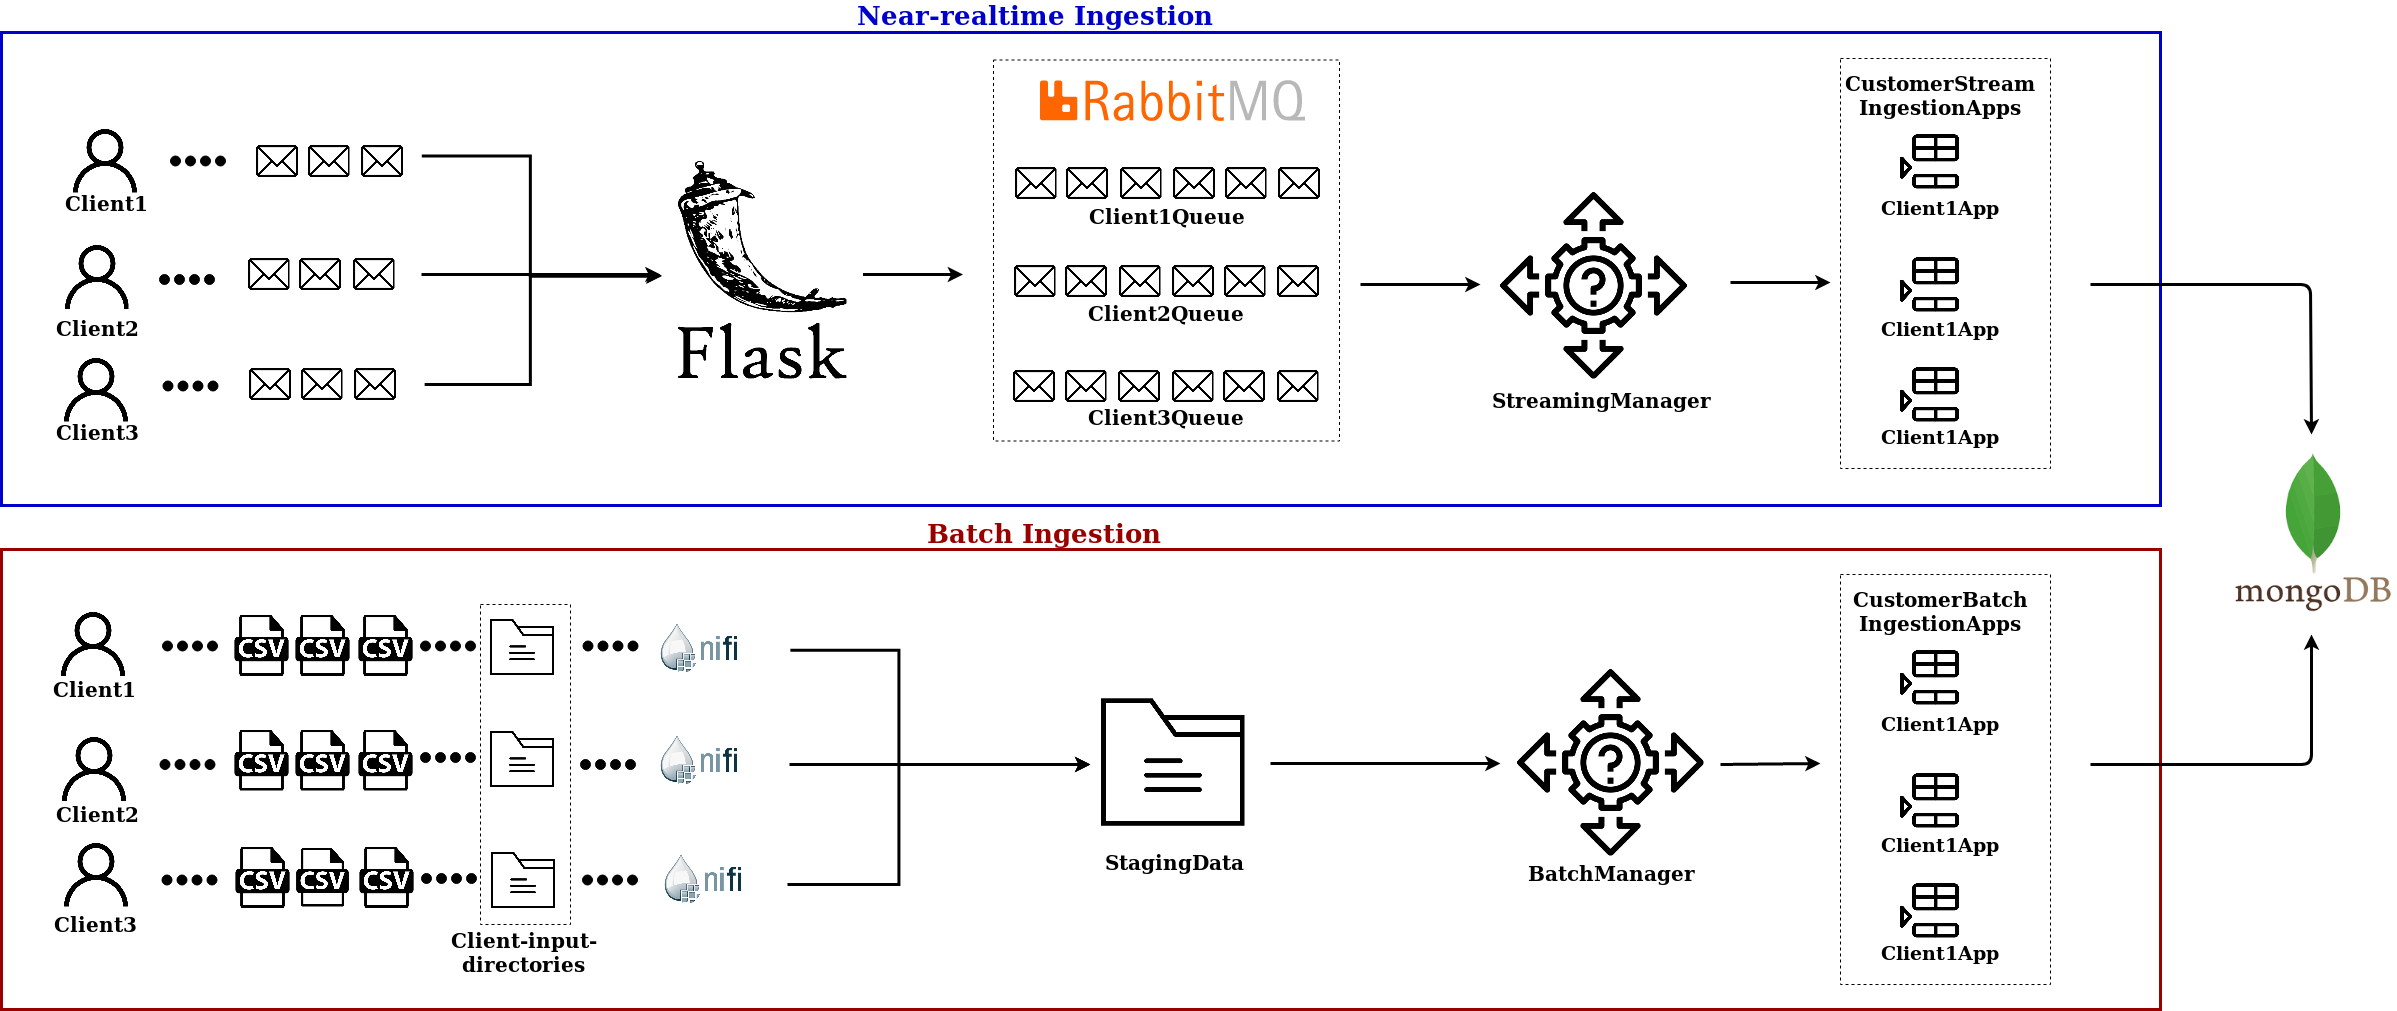 Near-realtime Ingestion
RabbitMQ
CustomerStream
IngestionApps
Client1
Client1Queue
Client1App
Client2
Client2Queue
Client1App
Flask
StreamingManager
Client3
Client3Queue
Client1App
mongoDB
Batch Ingestion
CustomerBatch
IngestionApps
CSV CSV CSV
nifi
Client1
Client1App
CSV CSV CSV
nifi
Client2
Client1App
StagingData
BatchManager
CSV CSV CSV
nifi
Client3
Client-input-
directories
Client1App